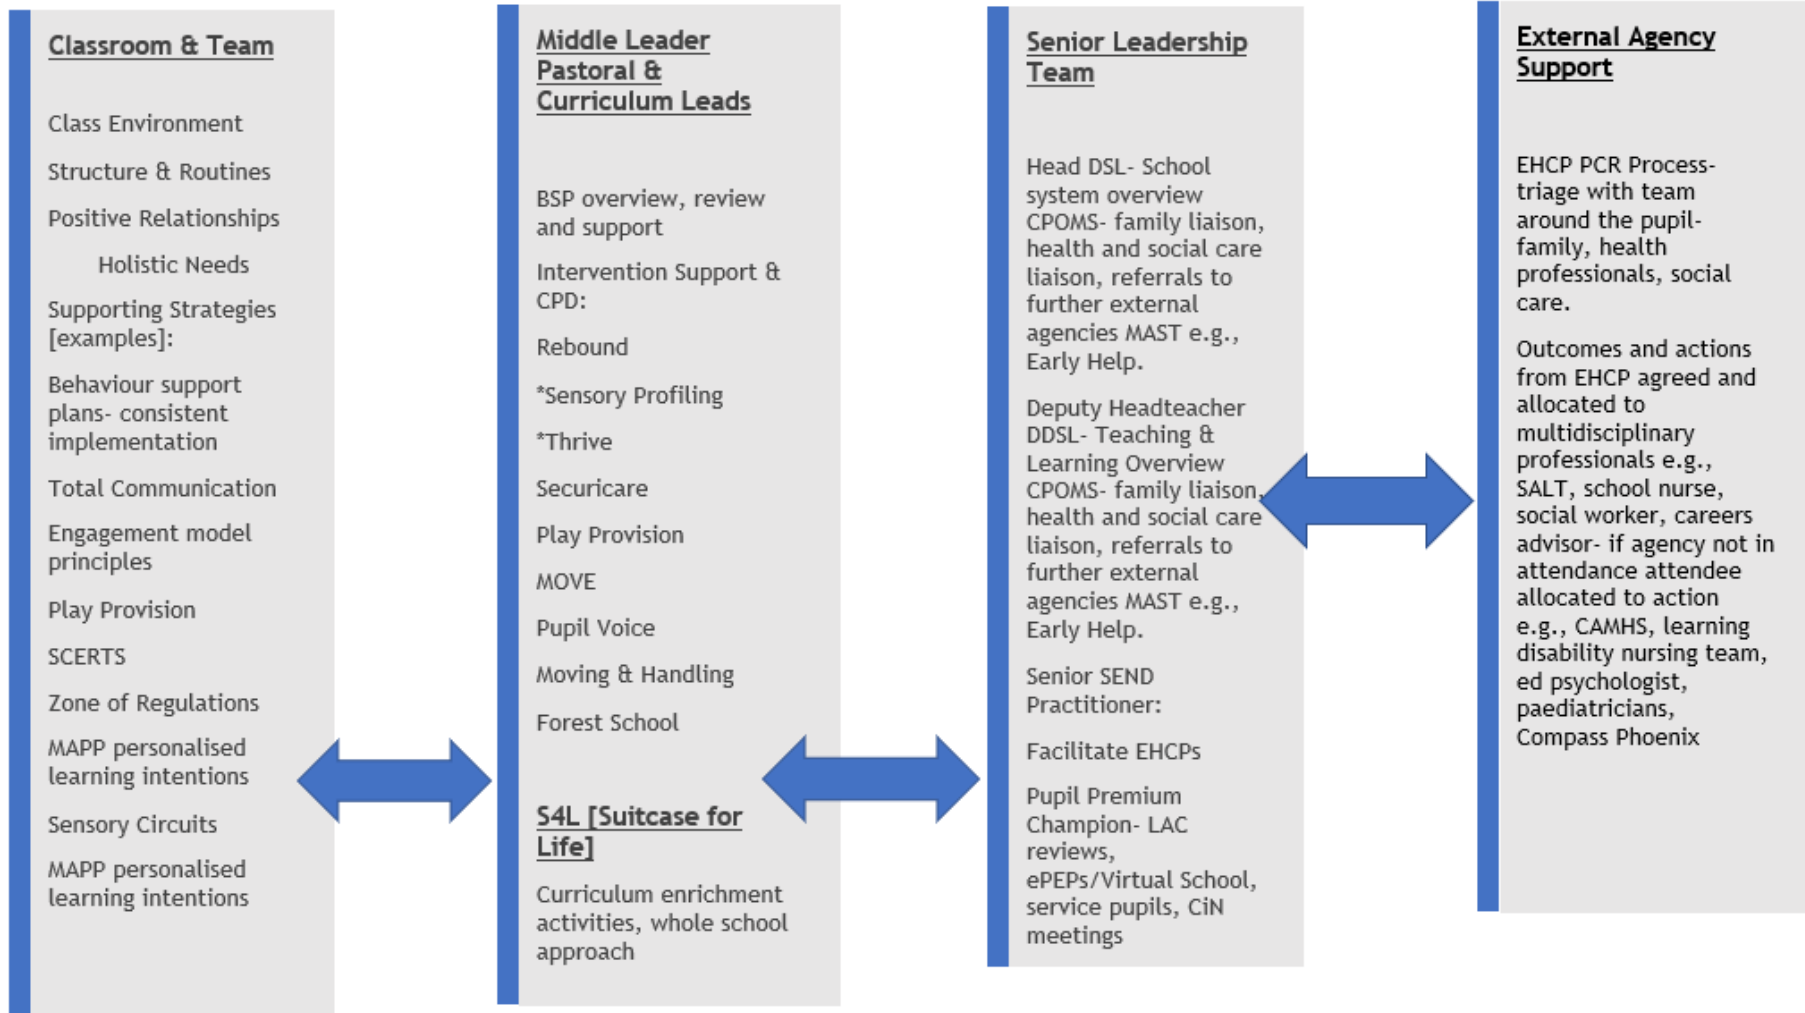 Classroom & Team
Class Environment
Structure & Routines
Positive Relationships
Holistic Needs
Supporting Strategies
[examples]:
Behaviour support
plans- consistent
implementation
Total Communication
Engagement model
principles
Play Provision
SCERTS
Zone of Regulations
MAPP personalised
learning intentions
Sensory Circuits
MAPP personalised
learning intentions
Middle Leader
Pastoral &
Curriculum Leads
BSP overview, review
and support
Intervention Support &
CPD:
Rebound
*Sensory Profiling
*Thrive
Securicare
Play Provision
MOVE
Pupil Voice
Moving & Handling
Forest School
S4L [Suitcase for
Life]
Curriculum enrichment
activities, whole school
approach
Senior Leadership
Team
Head DSL- School
system overview
CPOMS- family liaison,
health and social care
liaison, referrals to
further external
agencies MAST e.g.,
Early Help.
Deputy Headteacher
DDSL- Teaching &
Learning Overview
CPOMS- family liaison,
health and social care
liaison, referrals to
further external
agencies MAST e.g.,
Early Help.
Senior SEND
Practitioner:
Facilitate EHCPs
Pupil Premium
Champion- LAC
reviews,
ePEPs/Virtual School,
service pupils, CiN
meetings
External Agency
Support
EHCP PCR Process-
triage with team
around the pupil-
family, health
professionals, social
care.
Outcomes and actions
from EHCP agreed and
allocated to
multidisciplinary
professionals e.g.,
SALT, school nurse,
social worker, careers
advisor- if agency not in
attendance attendee
allocated to action
e.g., CAMHS, learning
disability nursing team,
ed psychologist,
paediatricians,
Compass Phoenix